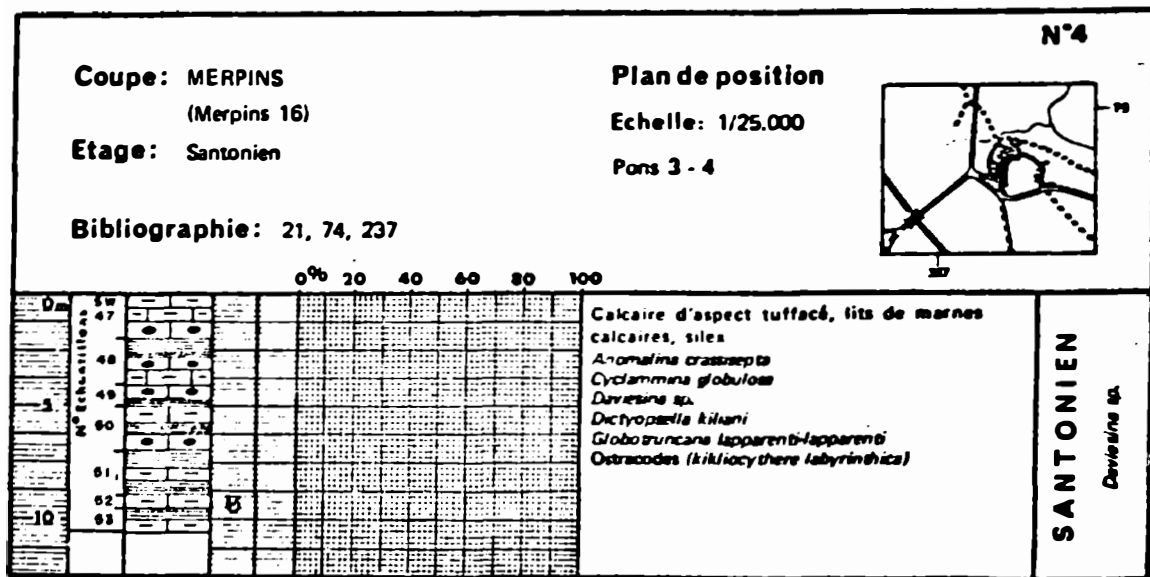 N°4
Coupe: MERPINS
(Merpins 16)
Etage: Santonien
Bibliographie: 21, 74, 237
Plan de position
Echelle: 1/25.000
Pons 3 - 4
79
0% 20 40 60 80 100
0m
5
10
N° Echantillons
SW
47
48
49
50
51
52
53
Calcaire d'aspect tuffacé, lits de marnes
calcaires, silex
Anomalina crassisepta
Cyclammina globulosa
Daviesina sp.
Dictyopsella kiliani
Globotruncana lapparenti-lapparenti
Ostracodes (kikliocythere labyrinthica)
SANTONIEN
Daviesina sp.